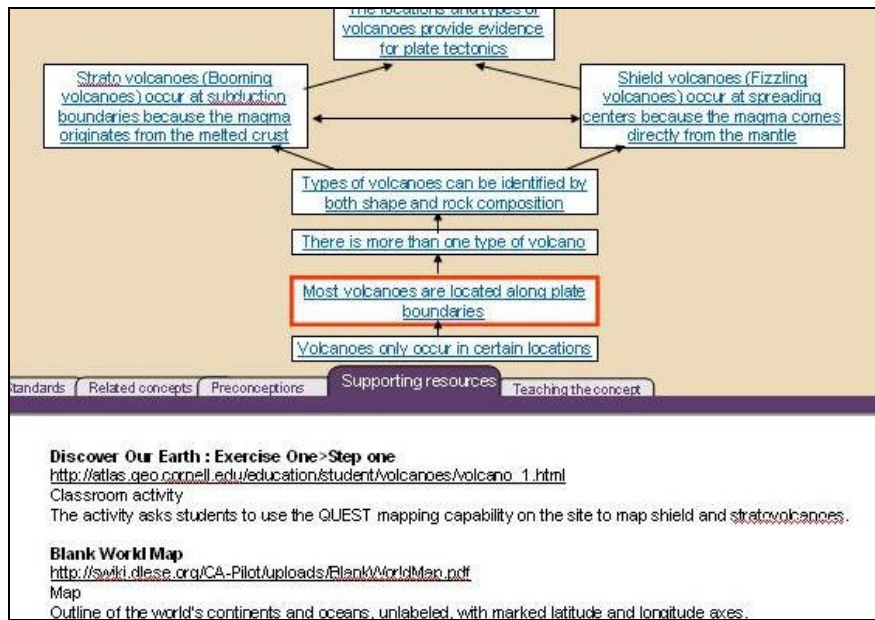 The locations and types of
volcanoes provide evidence
for plate tectonics
Strato volcanoes (Booming
volcanoes) occur at subduction
boundaries because the magma
originates from the melted crust
Shield volcanoes (Fizzling
volcanoes) occur at spreading
centers because the magma comes
directly from the mantle
Types of volcanoes can be identified by
both shape and rock composition
There is more than one type of volcano
Most volcanoes are located along plate
boundaries
Volcanoes only occur in certain locations
Standards Related concepts Preconceptions Supporting resources Teaching the concept
Discover Our Earth : Exercise One>Step one
http://atlas.geo.cornell.edu/education/student/volcanoes/volcano_1.html
Classroom activity
The activity asks students to use the QUEST mapping capability on the site to map shield and stratovolcanoes.
Blank World Map
http://swiki.dlese.org/CA-Pilot/uploads/BlankWorldMap.pdf
Map
Outline of the world's continents and oceans, unlabeled, with marked latitude and longitude axes.